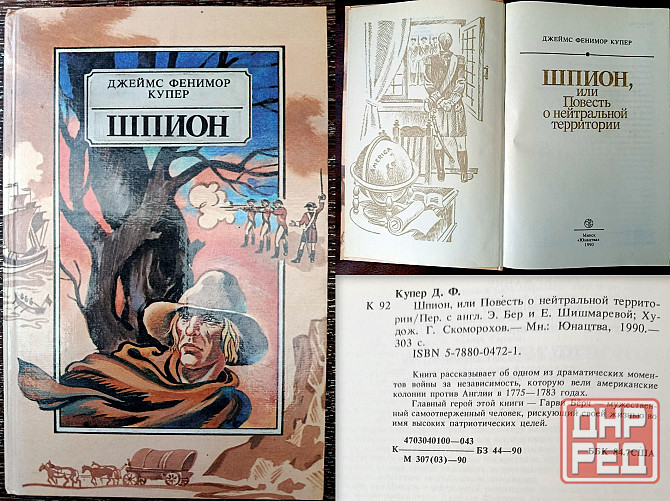 ДЖЕЙМС ФЕНИМОР
КУПЕР
ШПИОН
ДЖЕЙМС ФЕНИМОР КУПЕР
ШПИОН,
или
Повесть
о нейтральной
территории
Минск
«Юнацтва»
1990
MERICA
Купер Д. Ф.
К 92 Шпион, или Повесть о нейтральной террито-
рии/Пер. с англ. Э. Бер и Е. Шишмаревой; Ху-
дож. Г. Скоморохов.— Мн.: Юнацтва, 1990.—
303 с.
ISBN 5-7880-0472-1.
Книга рассказывает об одном из драматических момен-
тов войны за независимость, которую вели американские
колонии против Англии в 1775—1783 годах.
Главный герой этой книги — Гарви Бёрч — мужествен-
ный самоотверженный человек, рискующий своей жизнью во
имя высоких патриотических целей.
4703040100—043
К БЗ 44—90
М 307(03)—90
ББК 84.7США
ДНР
РЕД